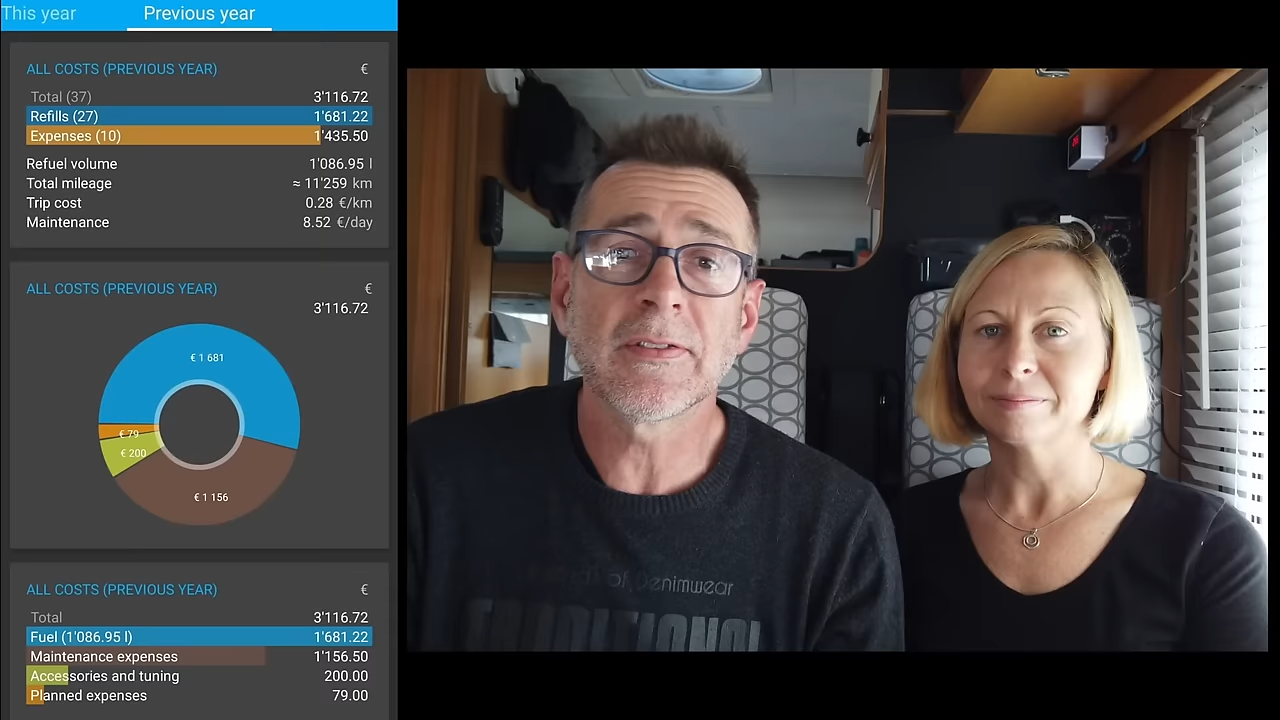 This year Previous year
ALL COSTS (PREVIOUS YEAR) €
Total (37) 3'116.72
Refills (27) 1'681.22
Expenses (10) 1'435.50
Refuel volume 1'086.95 l
Total mileage ≈ 11'259 km
Trip cost 0.28 €/km
Maintenance 8.52 €/day
ALL COSTS (PREVIOUS YEAR) €
3'116.72
€ 1 681
€ 79
€ 200
€ 1 156
ALL COSTS (PREVIOUS YEAR) €
Total 3'116.72
Fuel (1'086.95 l) 1'681.22
Maintenance expenses 1'156.50
Accessories and tuning 200.00
Planned expenses 79.00